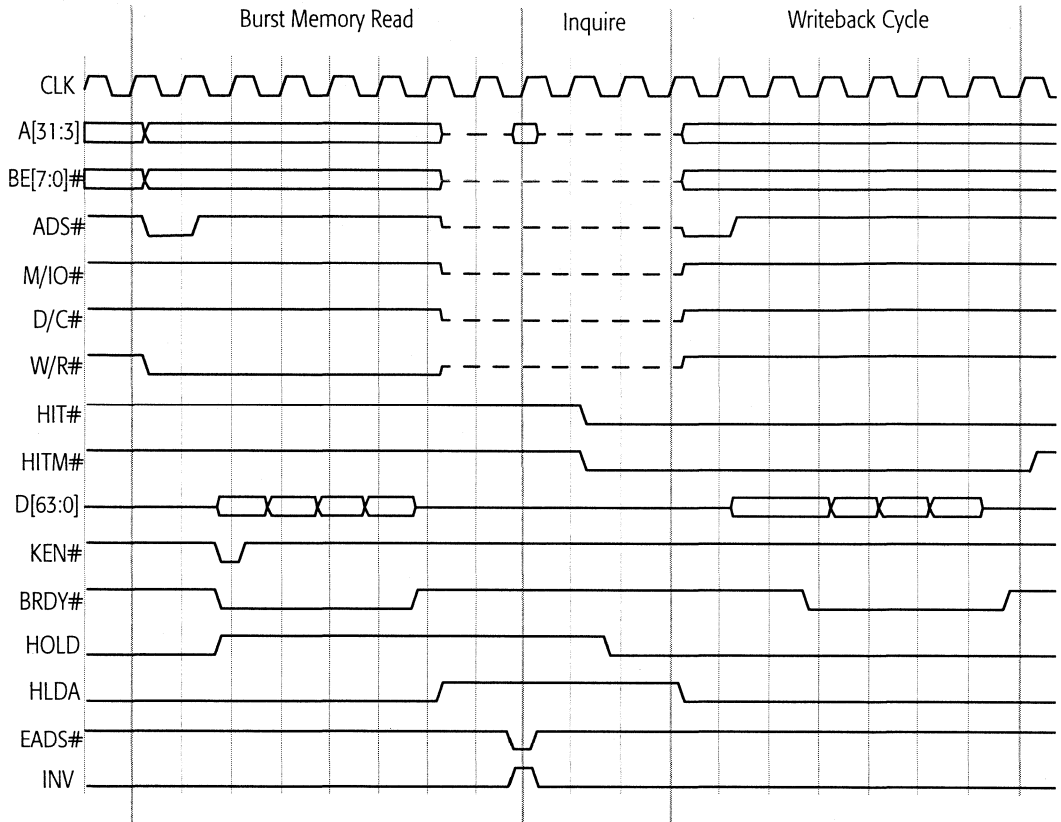 Burst Memory Read
Inquire
Writeback Cycle
CLK
A[31:3]
BE[7:0]#
ADS#
M/IO#
D/C#
W/R#
HIT#
HITM#
D[63:0]
KEN#
BRDY#
HOLD
HLDA
EADS#
INV